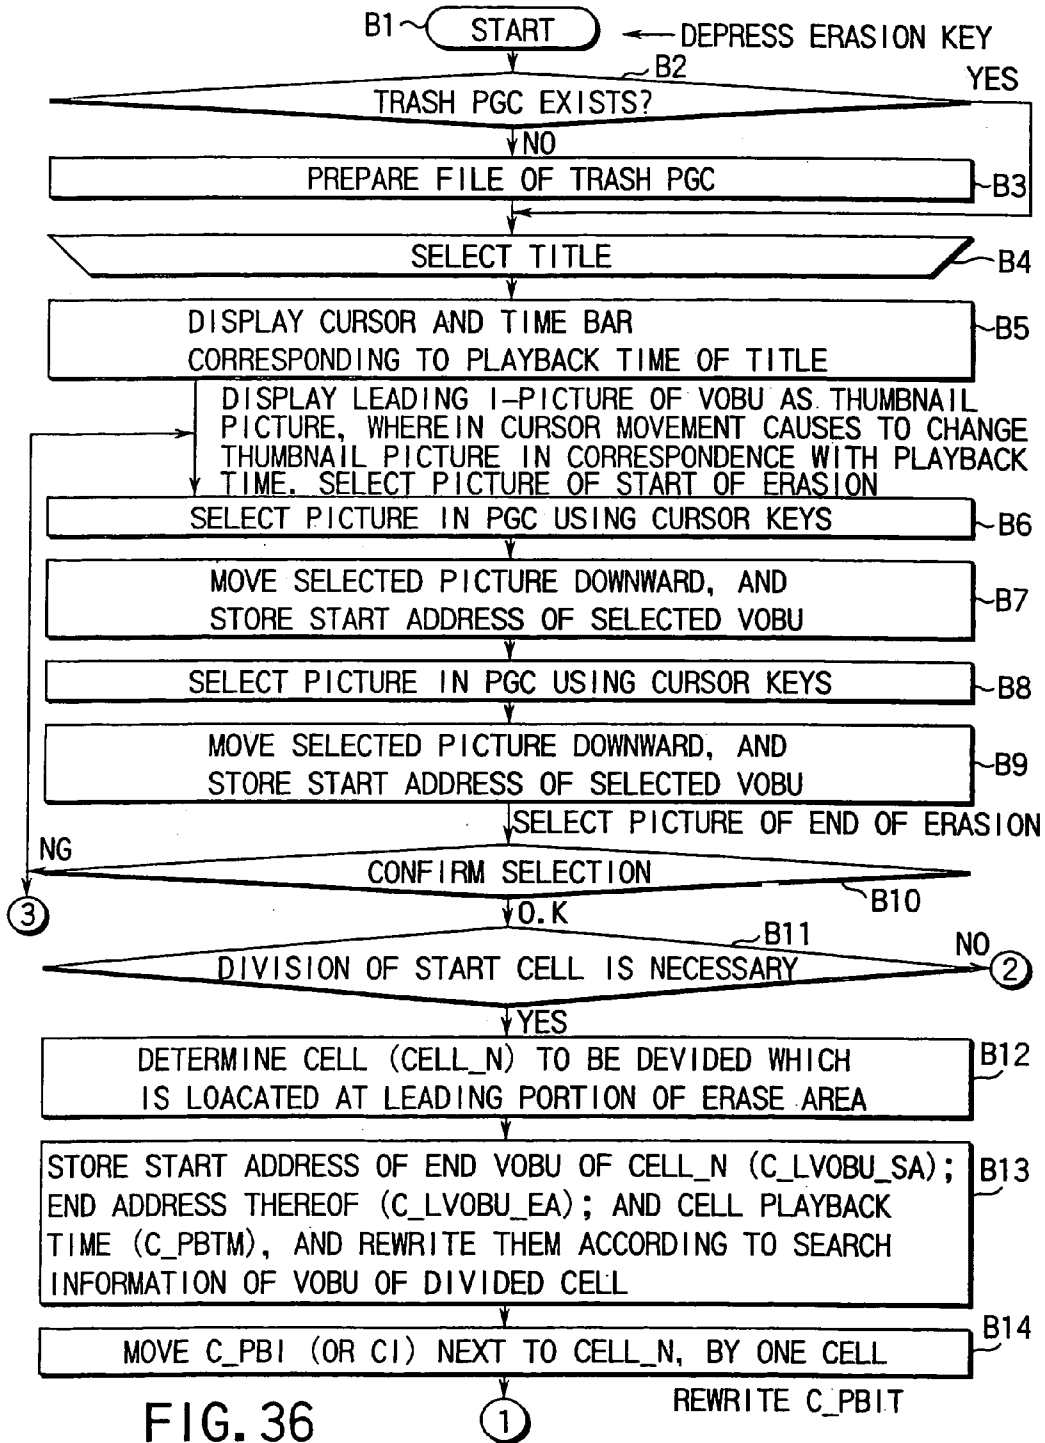 B1
START
DEPRESS ERASION KEY
B2
TRASH PGC EXISTS?
YES
NO
PREPARE FILE OF TRASH PGC
B3
SELECT TITLE
B4
DISPLAY CURSOR AND TIME BAR
CORRESPONDING TO PLAYBACK TIME OF TITLE
B5
DISPLAY LEADING I-PICTURE OF VOBU AS THUMBNAIL
PICTURE, WHEREIN CURSOR MOVEMENT CAUSES TO CHANGE
THUMBNAIL PICTURE IN CORRESPONDENCE WITH PLAYBACK
TIME. SELECT PICTURE OF START OF ERASION
SELECT PICTURE IN PGC USING CURSOR KEYS
B6
MOVE SELECTED PICTURE DOWNWARD, AND
STORE START ADDRESS OF SELECTED VOBU
B7
SELECT PICTURE IN PGC USING CURSOR KEYS
B8
MOVE SELECTED PICTURE DOWNWARD, AND
STORE START ADDRESS OF SELECTED VOBU
B9
SELECT PICTURE OF END OF ERASION
NG
CONFIRM SELECTION
B10
3
O.K
B11
DIVISION OF START CELL IS NECESSARY
NO
2
YES
DETERMINE CELL (CELL_N) TO BE DEVIDED WHICH
IS LOACATED AT LEADING PORTION OF ERASE AREA
B12
STORE START ADDRESS OF END VOBU OF CELL_N (C_LVOBU_SA);
END ADDRESS THEREOF (C_LVOBU_EA); AND CELL PLAYBACK
TIME (C_PBTM), AND REWRITE THEM ACCORDING TO SEARCH
INFORMATION OF VOBU OF DIVIDED CELL
B13
MOVE C_PBI (OR CI) NEXT TO CELL_N, BY ONE CELL
B14
REWRITE C_PBIT
1
FIG. 36